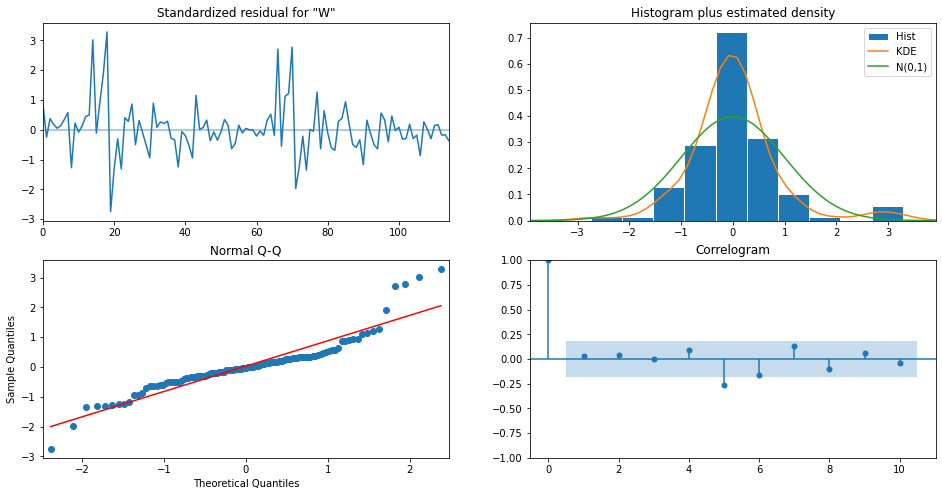 Standardized residual for "W"
3
2
1
0
−1
−2
−3
0 20 40 60 80 100
Histogram plus estimated density
Hist
KDE
N(0,1)
0.7
0.6
0.5
0.4
0.3
0.2
0.1
0.0
−3 −2 −1 0 1 2 3
Normal Q-Q
Sample Quantiles
3
2
1
0
−1
−2
−3
−2 −1 0 1 2
Theoretical Quantiles
Correlogram
1.00
0.75
0.50
0.25
0.00
−0.25
−0.50
−0.75
−1.00
0 2 4 6 8 10